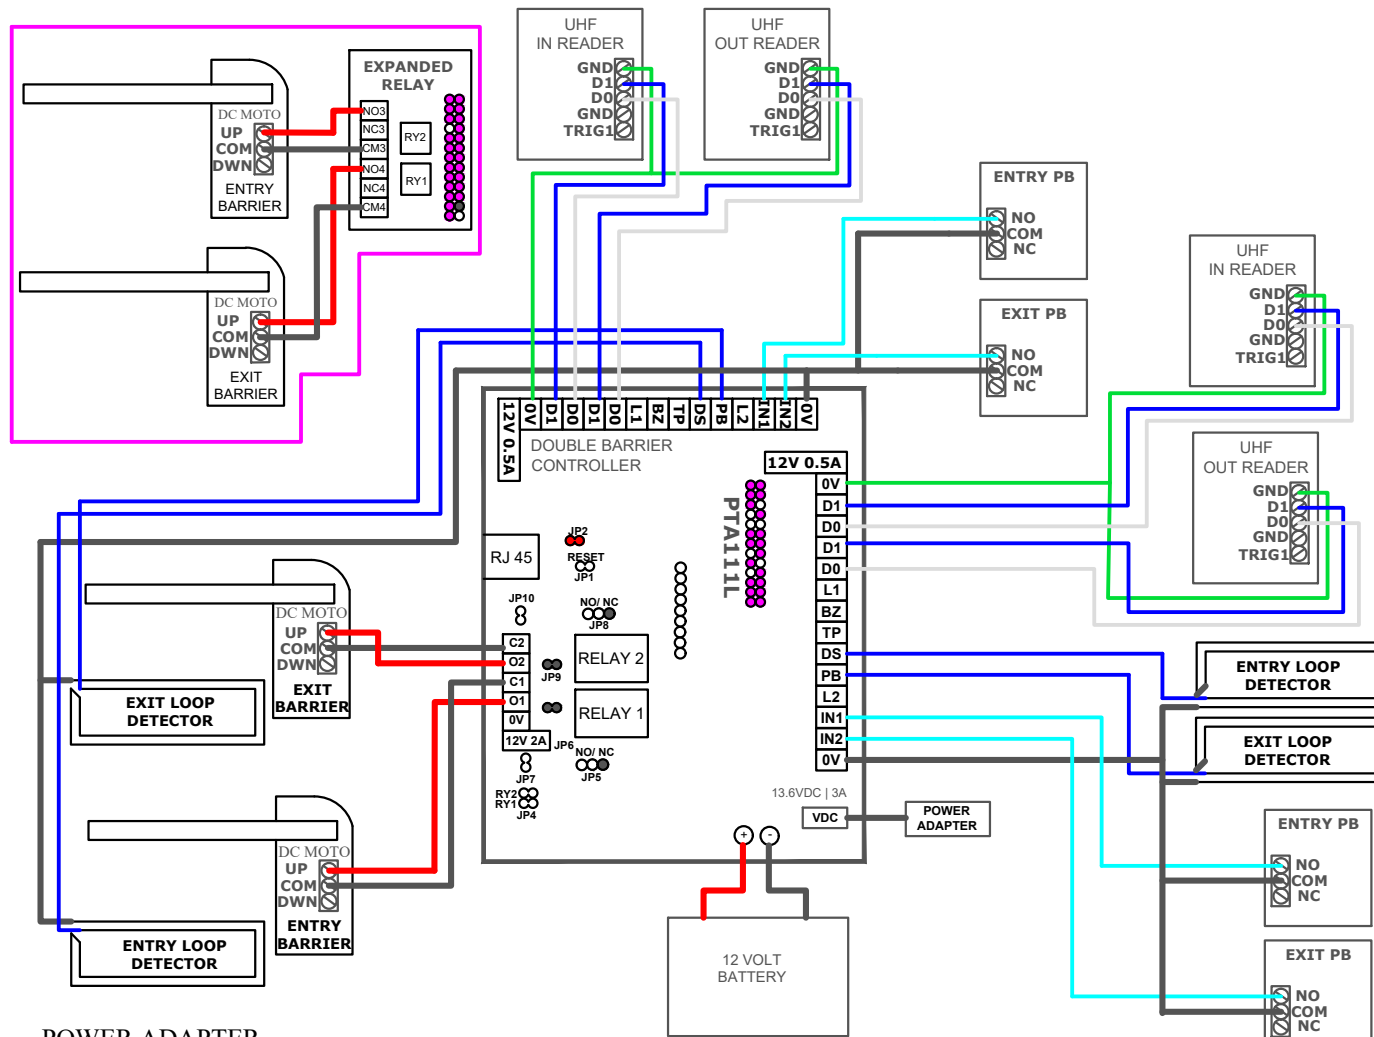 EXPANDED
RELAY
NO3
NC3
CM3
NO4
NC4
CM4
RY2
RY1
DC MOTO
UP
COM
DWN
ENTRY
BARRIER
DC MOTO
UP
COM
DWN
EXIT
BARRIER
UHF
IN READER
GND
D1
D0
GND
TRIG1
UHF
OUT READER
GND
D1
D0
GND
TRIG1
ENTRY PB
NO
COM
NC
EXIT PB
NO
COM
NC
UHF
IN READER
GND
D1
D0
GND
TRIG1
UHF
OUT READER
GND
D1
D0
GND
TRIG1
12V 0.5A
0V
D1
D0
D1
D0
L1
BZ
TP
DS
PB
L2
IN1
IN2
0V
DOUBLE BARRIER
CONTROLLER
12V 0.5A
0V
D1
D0
D1
D0
L1
BZ
TP
DS
PB
L2
IN1
IN2
0V
PTA111L
RJ 45
JP2
RESET
JP1
JP10
NO/ NC
JP8
C2
O2
C1
O1
0V
12V 2A
JP9
JP6
RELAY 2
RELAY 1
NO/ NC
JP5
JP7
RY2
RY1
JP4
13.6VDC | 3A
VDC
POWER
ADAPTER
+
-
12 VOLT
BATTERY
DC MOTO
UP
COM
DWN
EXIT
BARRIER
EXIT LOOP
DETECTOR
DC MOTO
UP
COM
DWN
ENTRY
BARRIER
ENTRY LOOP
DETECTOR
ENTRY LOOP
DETECTOR
EXIT LOOP
DETECTOR
ENTRY PB
NO
COM
NC
EXIT PB
NO
COM
NC
POWER ADAPTER